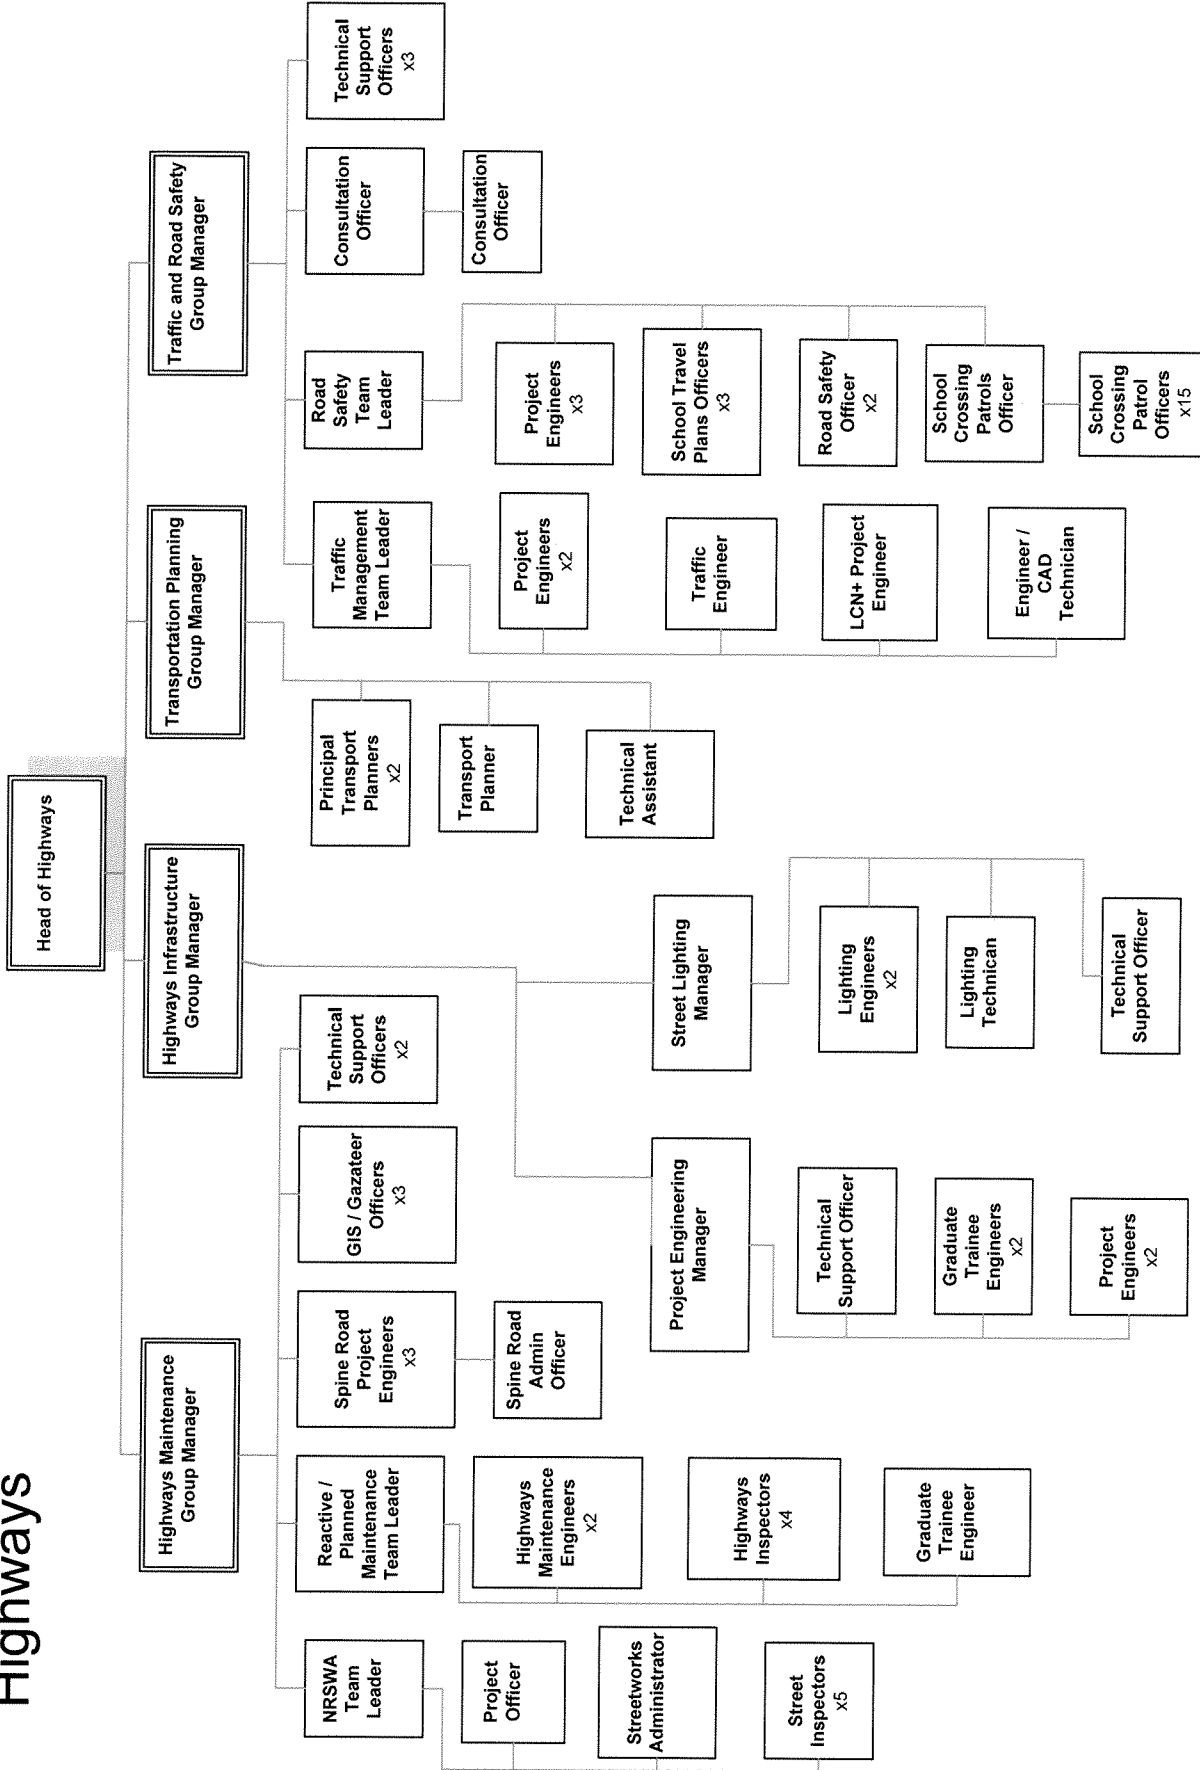 Highways
Head of Highways
Highways Maintenance
Group Manager
Highways Infrastructure
Group Manager
Transportation Planning
Group Manager
Traffic and Road Safety
Group Manager
NRSWA
Team
Leader
Project
Officer
Streetworks
Administrator
Street
Inspectors
x5
Reactive /
Planned
Maintenance
Team Leader
Highways
Maintenance
Engineers
x2
Highways
Inspectors
x4
Graduate
Trainee
Engineer
Spine Road
Project
Engineers
x3
Spine Road
Admin
Officer
GIS / Gazateer
Officers
x3
Technical
Support
Officers
x2
Project Engineering
Manager
Technical
Support Officer
Graduate
Trainee
Engineers
x2
Project
Engineers
x2
Street Lighting
Manager
Lighting
Engineers
x2
Lighting
Technican
Technical
Support Officer
Principal
Transport
Planners
x2
Transport
Planner
Technical
Assistant
Traffic
Management
Team Leader
Project
Engineers
x2
Traffic
Engineer
LCN+ Project
Engineer
Engineer /
CAD
Technician
Road
Safety
Team
Leader
Project
Engineers
x3
School Travel
Plans Officers
x3
Road Safety
Officer
x2
School
Crossing
Patrols
Officer
School
Crossing
Patrol
Officers
x15
Consultation
Officer
Consultation
Officer
Technical
Support
Officers
x3